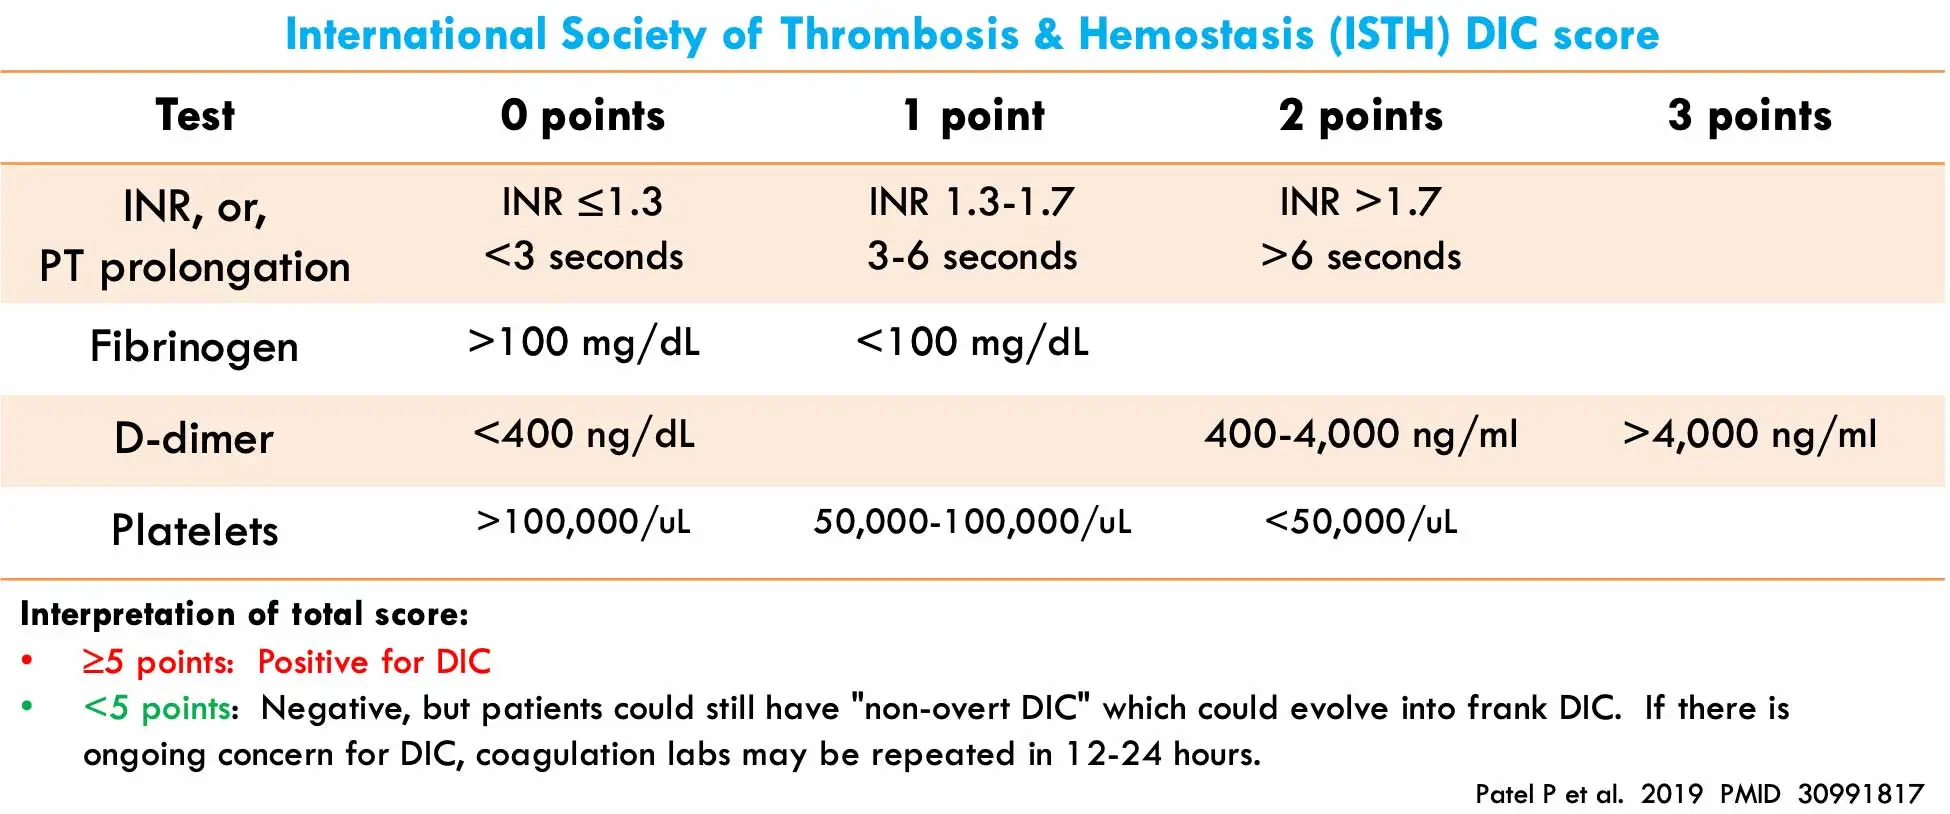 International Society of Thrombosis & Hemostasis (ISTH) DIC score
Test 0 points 1 point 2 points 3 points
INR, or, INR ≤1.3 INR 1.3-1.7 INR >1.7
PT prolongation <3 seconds 3-6 seconds >6 seconds
Fibrinogen >100 mg/dL <100 mg/dL
D-dimer <400 ng/dL 400-4,000 ng/ml >4,000 ng/ml
Platelets >100,000/uL 50,000-100,000/uL <50,000/uL
Interpretation of total score:
• ≥5 points: Positive for DIC
• <5 points: Negative, but patients could still have "non-overt DIC" which could evolve into frank DIC. If there is
ongoing concern for DIC, coagulation labs may be repeated in 12-24 hours.
Patel P et al. 2019 PMID 30991817